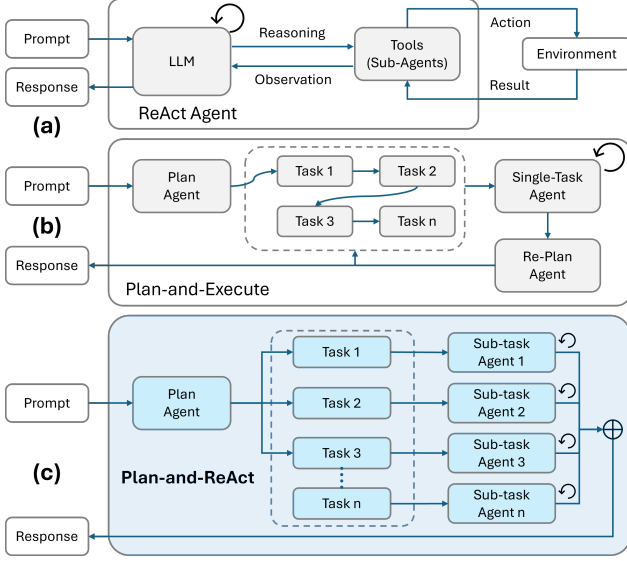 Prompt
Response
(a)
LLM
Reasoning
Observation
Tools
(Sub-Agents)
Action
Result
Environment
ReAct Agent
Prompt
(b)
Response
Plan
Agent
Task 1
Task 2
Task 3
Task n
Single-Task
Agent
Re-Plan
Agent
Plan-and-Execute
Prompt
(c)
Response
Plan
Agent
Plan-and-ReAct
Task 1
Task 2
Task 3
Task n
Sub-task
Agent 1
Sub-task
Agent 2
Sub-task
Agent 3
Sub-task
Agent n